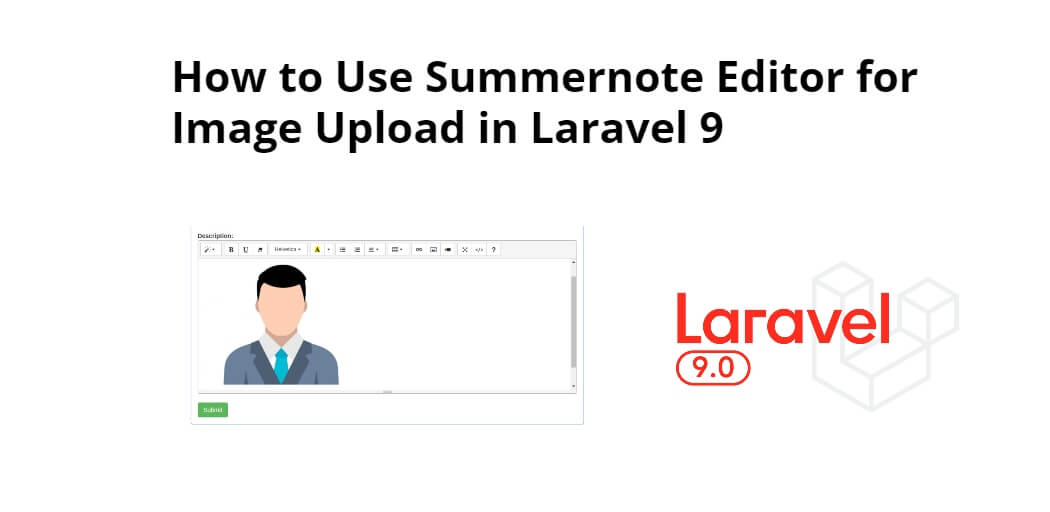 How to Use Summernote Editor for
Image Upload in Laravel 9
Description:
B U Helvetica A </> ?
Submit
Laravel
9.0